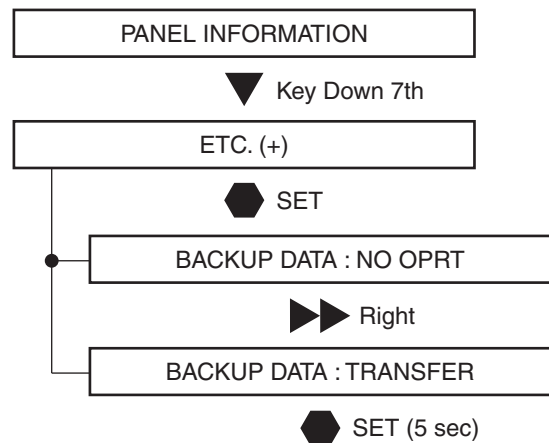 PANEL INFORMATION
Key Down 7th
ETC. (+)
SET
BACKUP DATA : NO OPRT
Right
BACKUP DATA : TRANSFER
SET (5 sec)